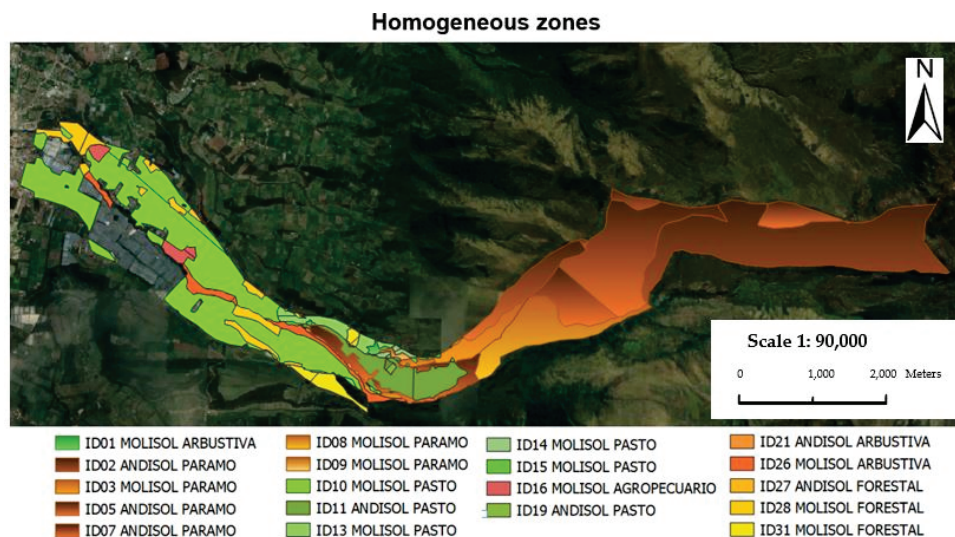 Homogeneous zones
N
Scale 1: 90,000
0 1,000 2,000 Meters
ID01 MOLISOL ARBUSTIVA
ID02 ANDISOL PARAMO
ID03 MOLISOL PARAMO
ID05 ANDISOL PARAMO
ID07 ANDISOL PARAMO
ID08 MOLISOL PARAMO
ID09 MOLISOL PARAMO
ID10 MOLISOL PASTO
ID11 ANDISOL PASTO
ID13 MOLISOL PASTO
ID14 MOLISOL PASTO
ID15 MOLISOL PASTO
ID16 MOLISOL AGROPECUARIO
ID19 ANDISOL PASTO
ID21 ANDISOL ARBUSTIVA
ID26 MOLISOL ARBUSTIVA
ID27 ANDISOL FORESTAL
ID28 MOLISOL FORESTAL
ID31 MOLISOL FORESTAL